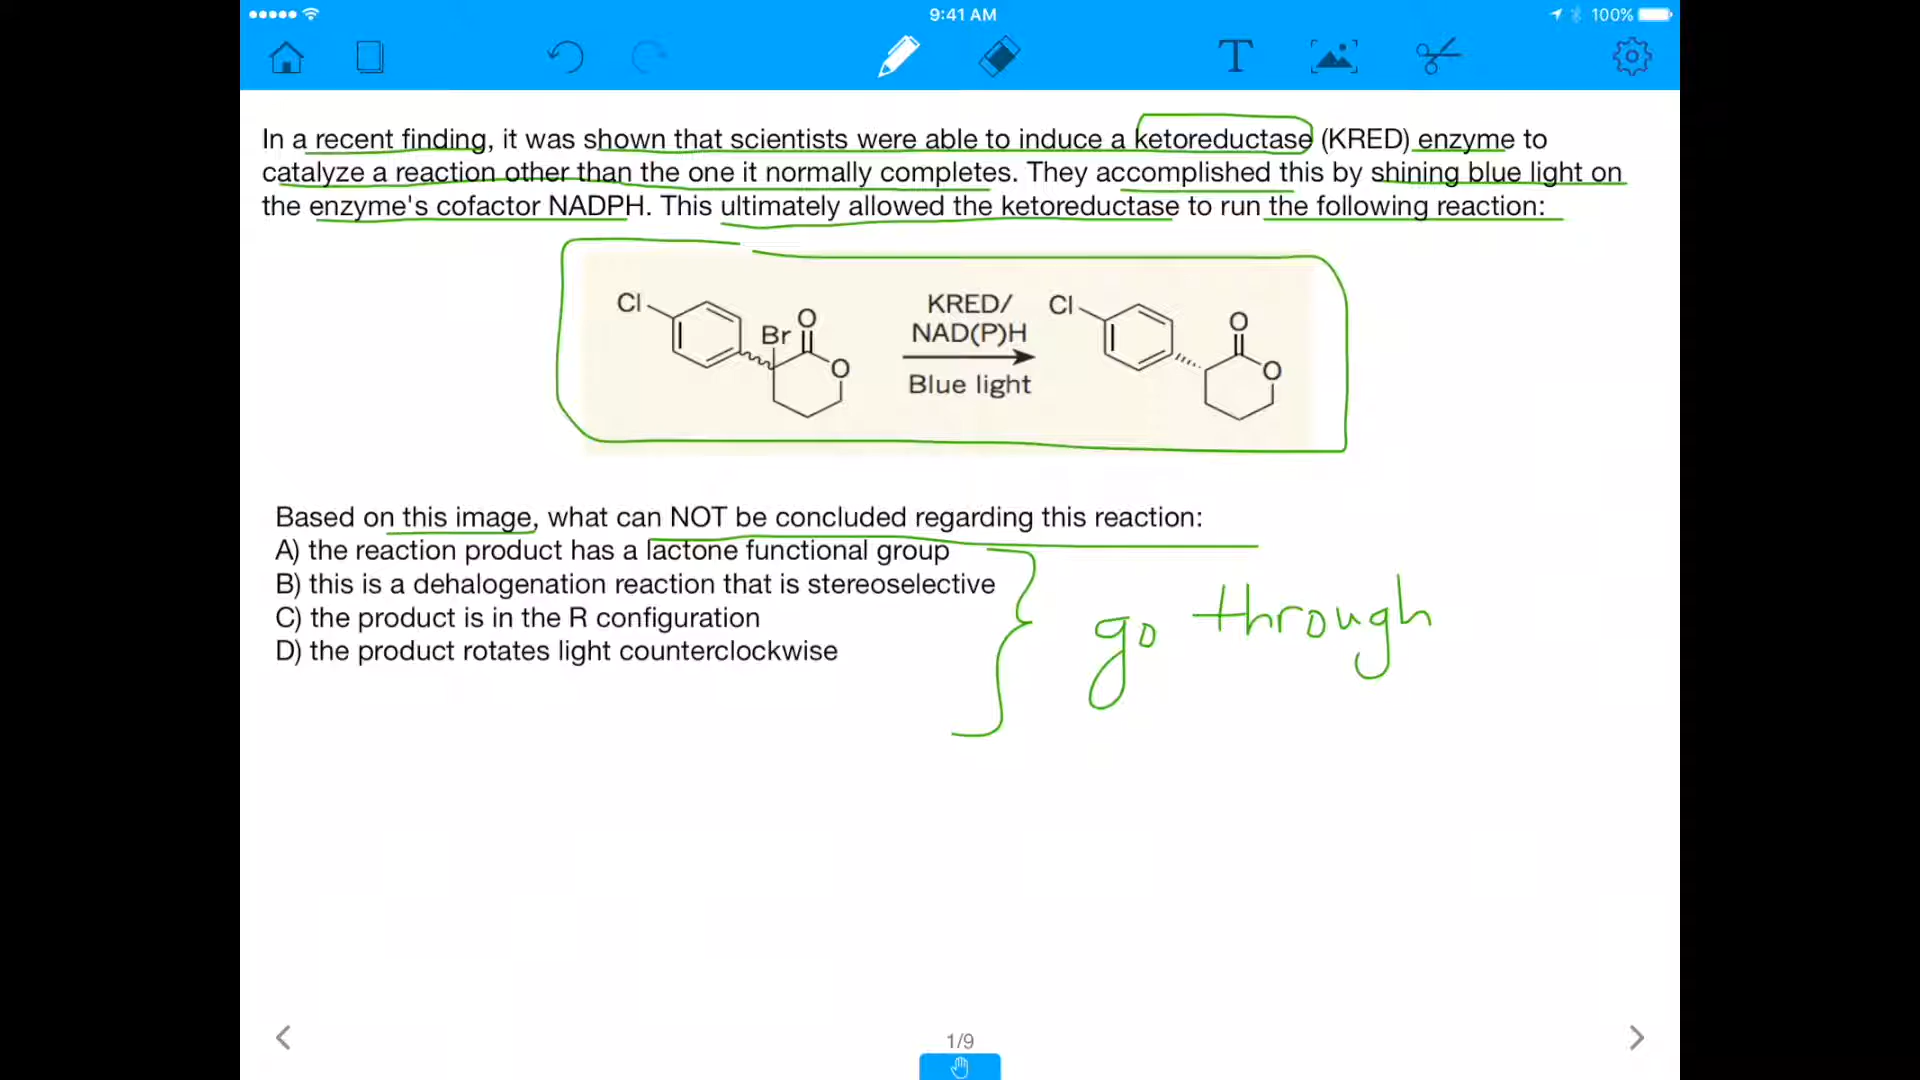 9:41 AM
100%
T
In a recent finding, it was shown that scientists were able to induce a ketoreductase (KRED) enzyme to
catalyze a reaction other than the one it normally completes. They accomplished this by shining blue light on
the enzyme's cofactor NADPH. This ultimately allowed the ketoreductase to run the following reaction:
Cl
Br
O
O
KRED/
NAD(P)H
Blue light
Cl
O
O
Based on this image, what can NOT be concluded regarding this reaction:
A) the reaction product has a lactone functional group
B) this is a dehalogenation reaction that is stereoselective
C) the product is in the R configuration
D) the product rotates light counterclockwise
go through
1/9